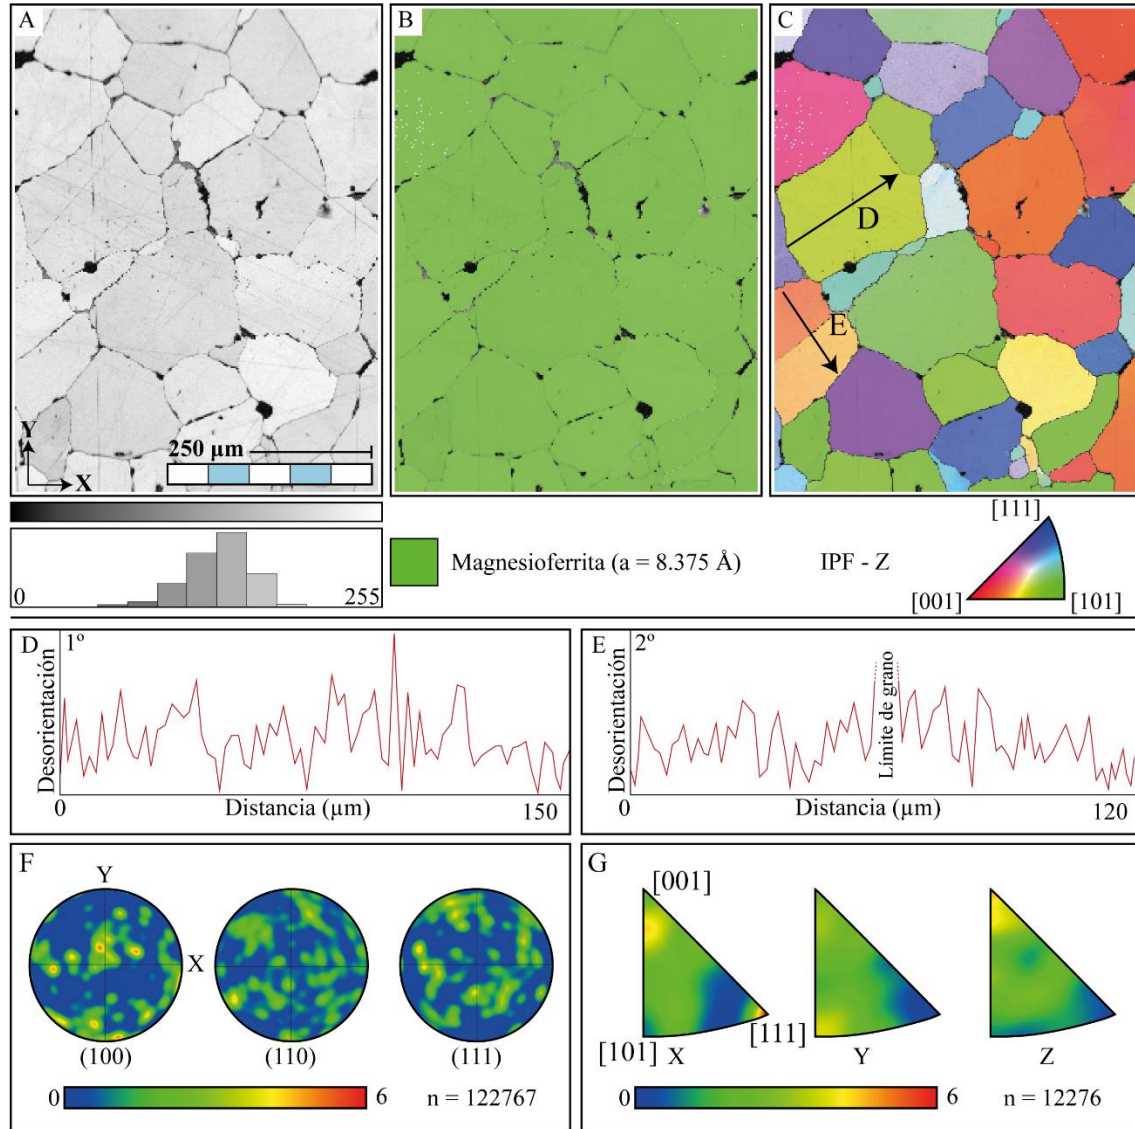 A
B
C
D
E
Y
X
250 µm
0
255
Magnesioferrita (a = 8.375 Å)
IPF - Z
[111]
[001]
[101]
D
1º
Desorientación
0
Distancia (µm)
150
E
2º
Desorientación
Límite de grano
0
Distancia (µm)
120
F
Y
X
(100)
(110)
(111)
0
6
n = 122767
G
[001]
[101]
[111]
X
Y
Z
0
6
n = 12276